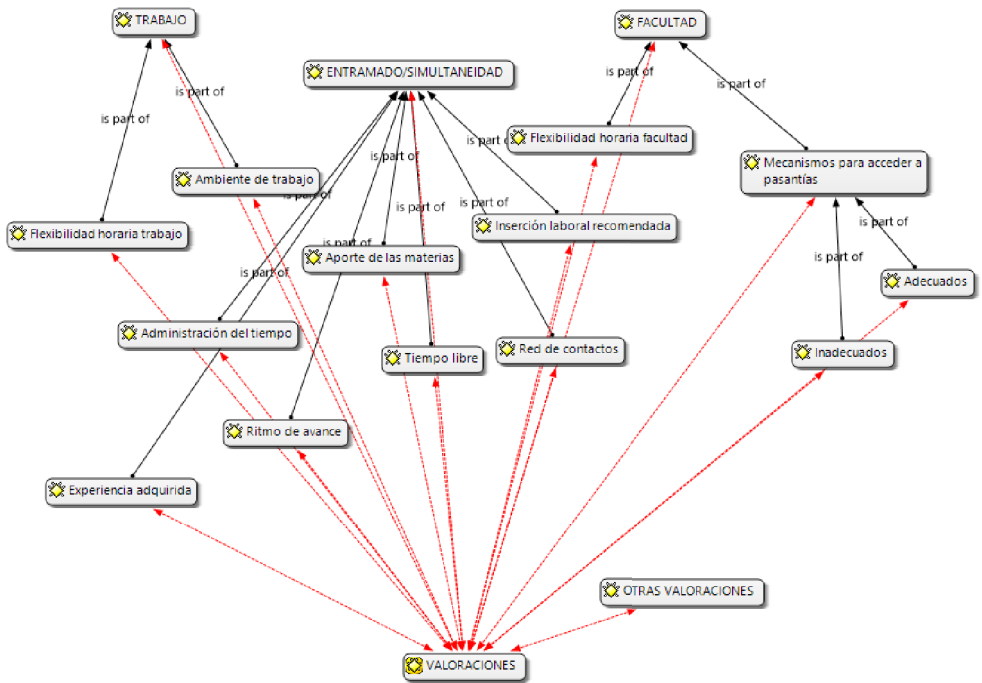 TRABAJO
FACULTAD
ENTRAMADO/SIMULTANEIDAD
is part of
is part of
is part of
is part of
is part of
Flexibilidad horaria facultad
is part of
Mecanismos para acceder a
pasantías
Ambiente de trabajo
is part of
is part of
is part of
Inserción laboral recomendada
is part of
Flexibilidad horaria trabajo
is part of
Aporte de las materias
is part of
is part of
Adecuados
Administración del tiempo
Tiempo libre
Red de contactos
Inadecuados
Ritmo de avance
Experiencia adquirida
OTRAS VALORACIONES
VALORACIONES